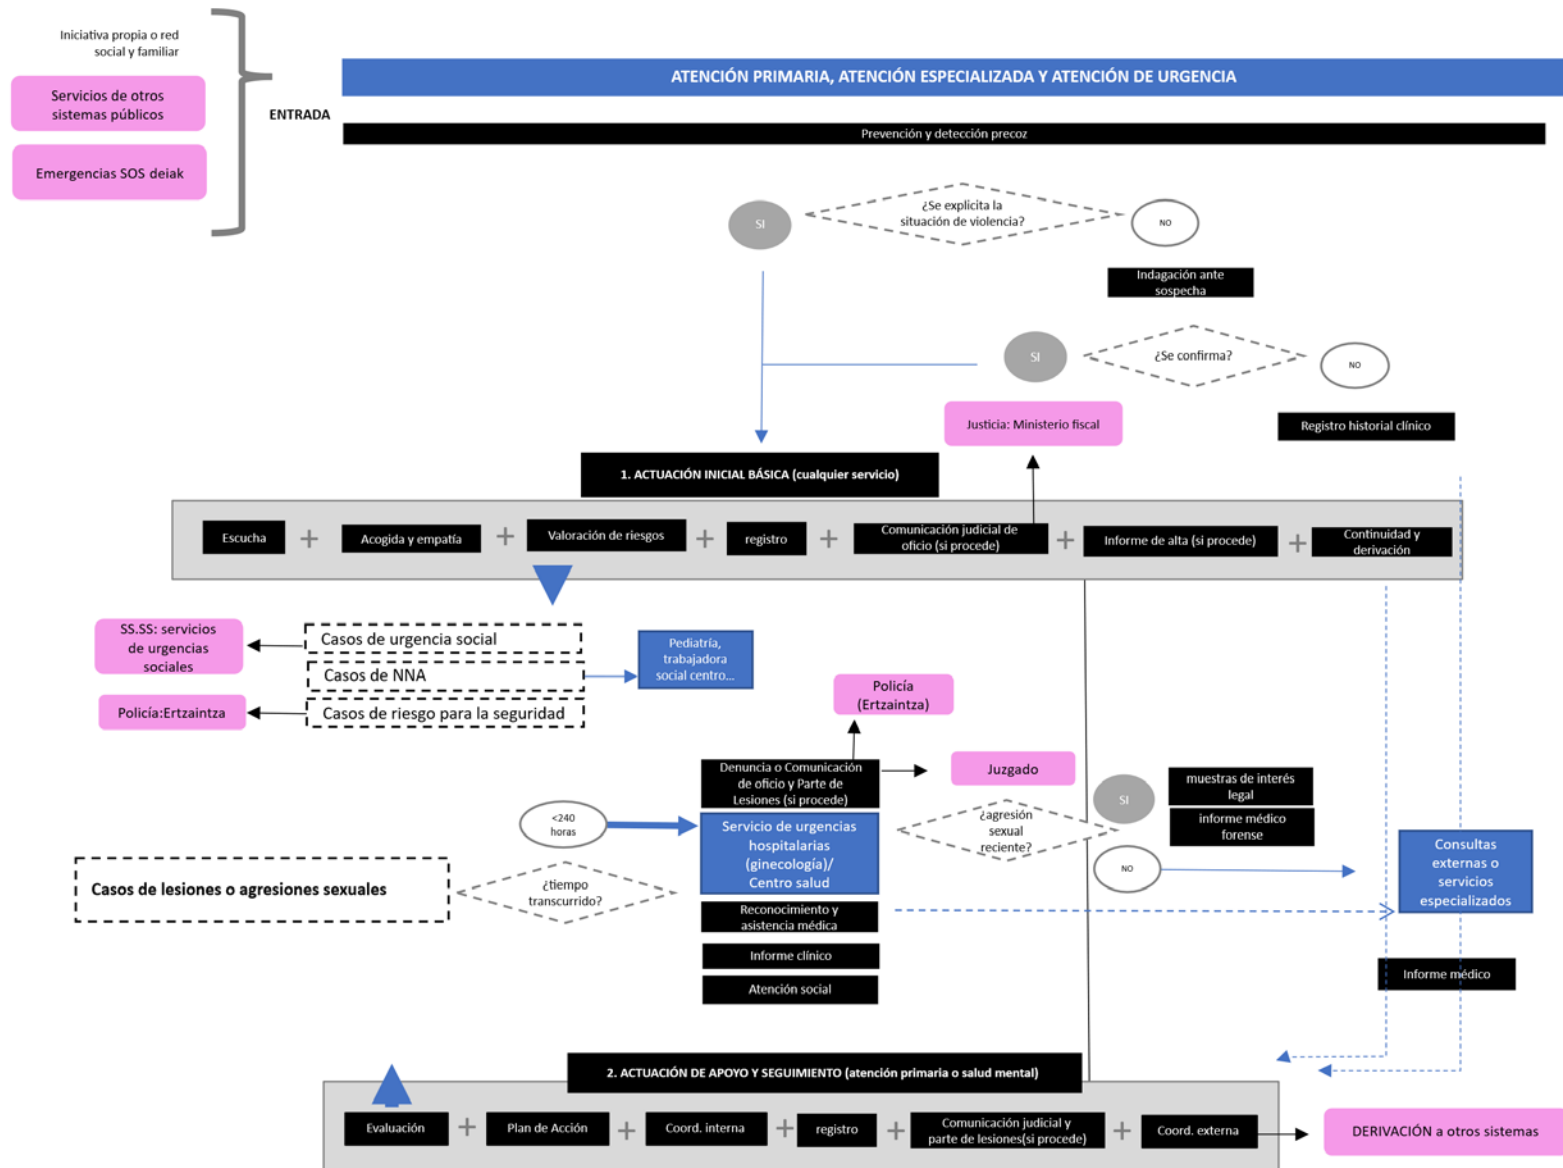 Iniciativa propia o red
social y familiar
Servicios de otros
sistemas públicos
Emergencias SOS deiak
ENTRADA
ATENCIÓN PRIMARIA, ATENCIÓN ESPECIALIZADA Y ATENCIÓN DE URGENCIA
Prevención y detección precoz
¿Se explicita la
situación de violencia?
SI
NO
Indagación ante
sospecha
SI
¿Se confirma?
NO
Justicia: Ministerio fiscal
Registro historial clínico
1. ACTUACIÓN INICIAL BÁSICA (cualquier servicio)
Escucha
+
Acogida y empatía
+
Valoración de riesgos
+
registro
+
Comunicación judicial de
oficio (si procede)
+
Informe de alta (si procede)
+
Continuidad y
derivación
SS.SS: servicios
de urgencias
sociales
Casos de urgencia social
Casos de NNA
Pediatría,
trabajadora
social centro...
Policía:Ertzaintza
Casos de riesgo para la seguridad
Policía
(Ertzaintza)
Denuncia o Comunicación
de oficio y Parte de
Lesiones (si procede)
Juzgado
<240
horas
Servicio de urgencias
hospitalarias
(ginecología)/
Centro salud
¿agresión
sexual
reciente?
SI
muestras de interés
legal
informe médico
forense
NO
Consultas
externas o
servicios
especializados
Casos de lesiones o agresiones sexuales
¿tiempo
transcurrido?
Reconocimiento y
asistencia médica
Informe clínico
Atención social
Informe médico
2. ACTUACIÓN DE APOYO Y SEGUIMIENTO (atención primaria o salud mental)
Evaluación
+
Plan de Acción
+
Coord. interna
+
registro
+
Comunicación judicial y
parte de lesiones(si procede)
+
Coord. externa
DERIVACIÓN a otros sistemas